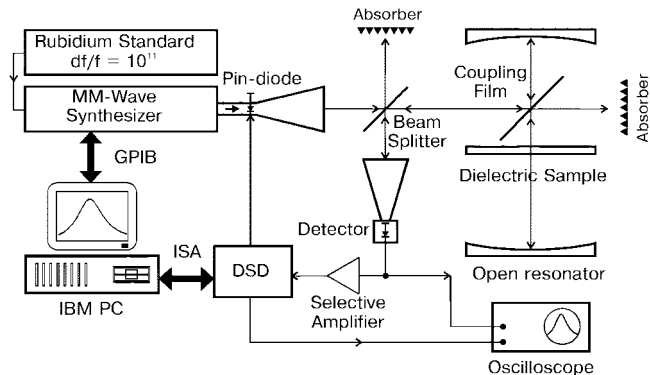 Rubidium Standard
df/f = 10¹¹
MM-Wave
Synthesizer
Pin-diode
Absorber
Coupling
Film
Absorber
Beam
Splitter
GPIB
Dielectric Sample
Detector
ISA
DSD
IBM PC
Selective
Amplifier
Open resonator
Oscilloscope